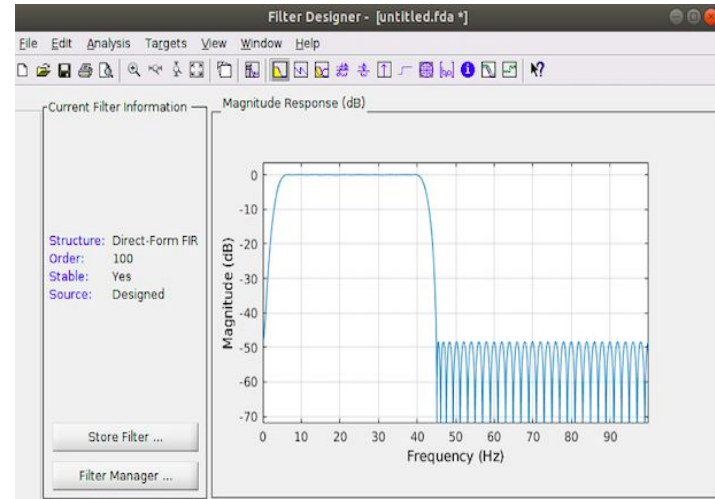 Filter Designer - [untitled.fda *]
File Edit Analysis Targets View Window Help
Current Filter Information
Structure: Direct-Form FIR
Order: 100
Stable: Yes
Source: Designed
Store Filter ...
Filter Manager ...
Magnitude Response (dB)
Magnitude (dB)
0
-10
-20
-30
-40
-50
-60
-70
0 10 20 30 40 50 60 70 80 90
Frequency (Hz)